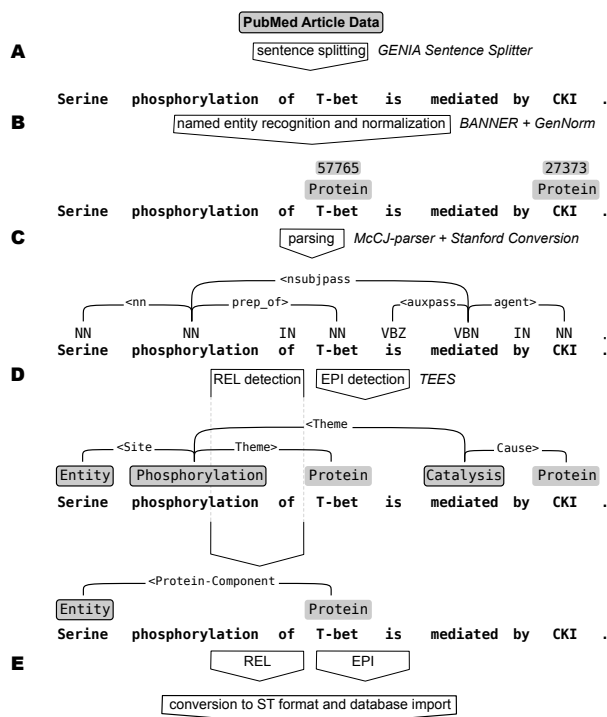 PubMed Article Data
A sentence splitting GENIA Sentence Splitter
Serine phosphorylation of T-bet is mediated by CKI .
B named entity recognition and normalization BANNER + GenNorm
57765 27373
Protein Protein
Serine phosphorylation of T-bet is mediated by CKI .
C parsing McCJ-parser + Stanford Conversion
<nsubjpass
<nn prep_of> <auxpass agent>
NN NN IN NN VBZ VBN IN NN
Serine phosphorylation of T-bet is mediated by CKI .
D REL detection EPI detection TEES
<Theme
<Site Theme> Cause>
Entity Phosphorylation Protein Catalysis Protein
Serine phosphorylation of T-bet is mediated by CKI .
<Protein-Component
Entity Protein
Serine phosphorylation of T-bet is mediated by CKI .
E REL EPI
conversion to ST format and database import